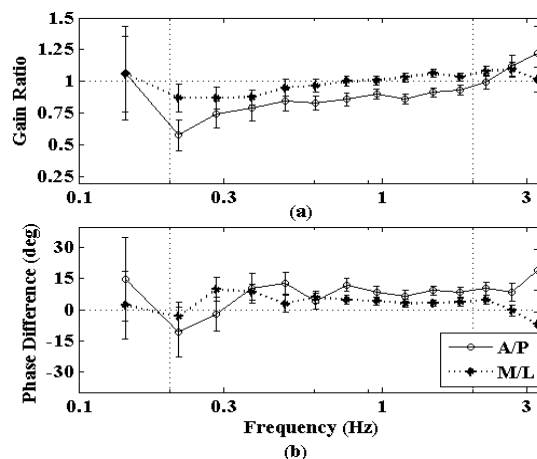 1.5
1.25
1
0.75
0.5
0.25
Gain Ratio
0.1
0.3
1
3
(a)
30
15
0
-15
-30
Phase Difference (deg)
A/P
M/L
0.1
0.3
1
3
Frequency (Hz)
(b)